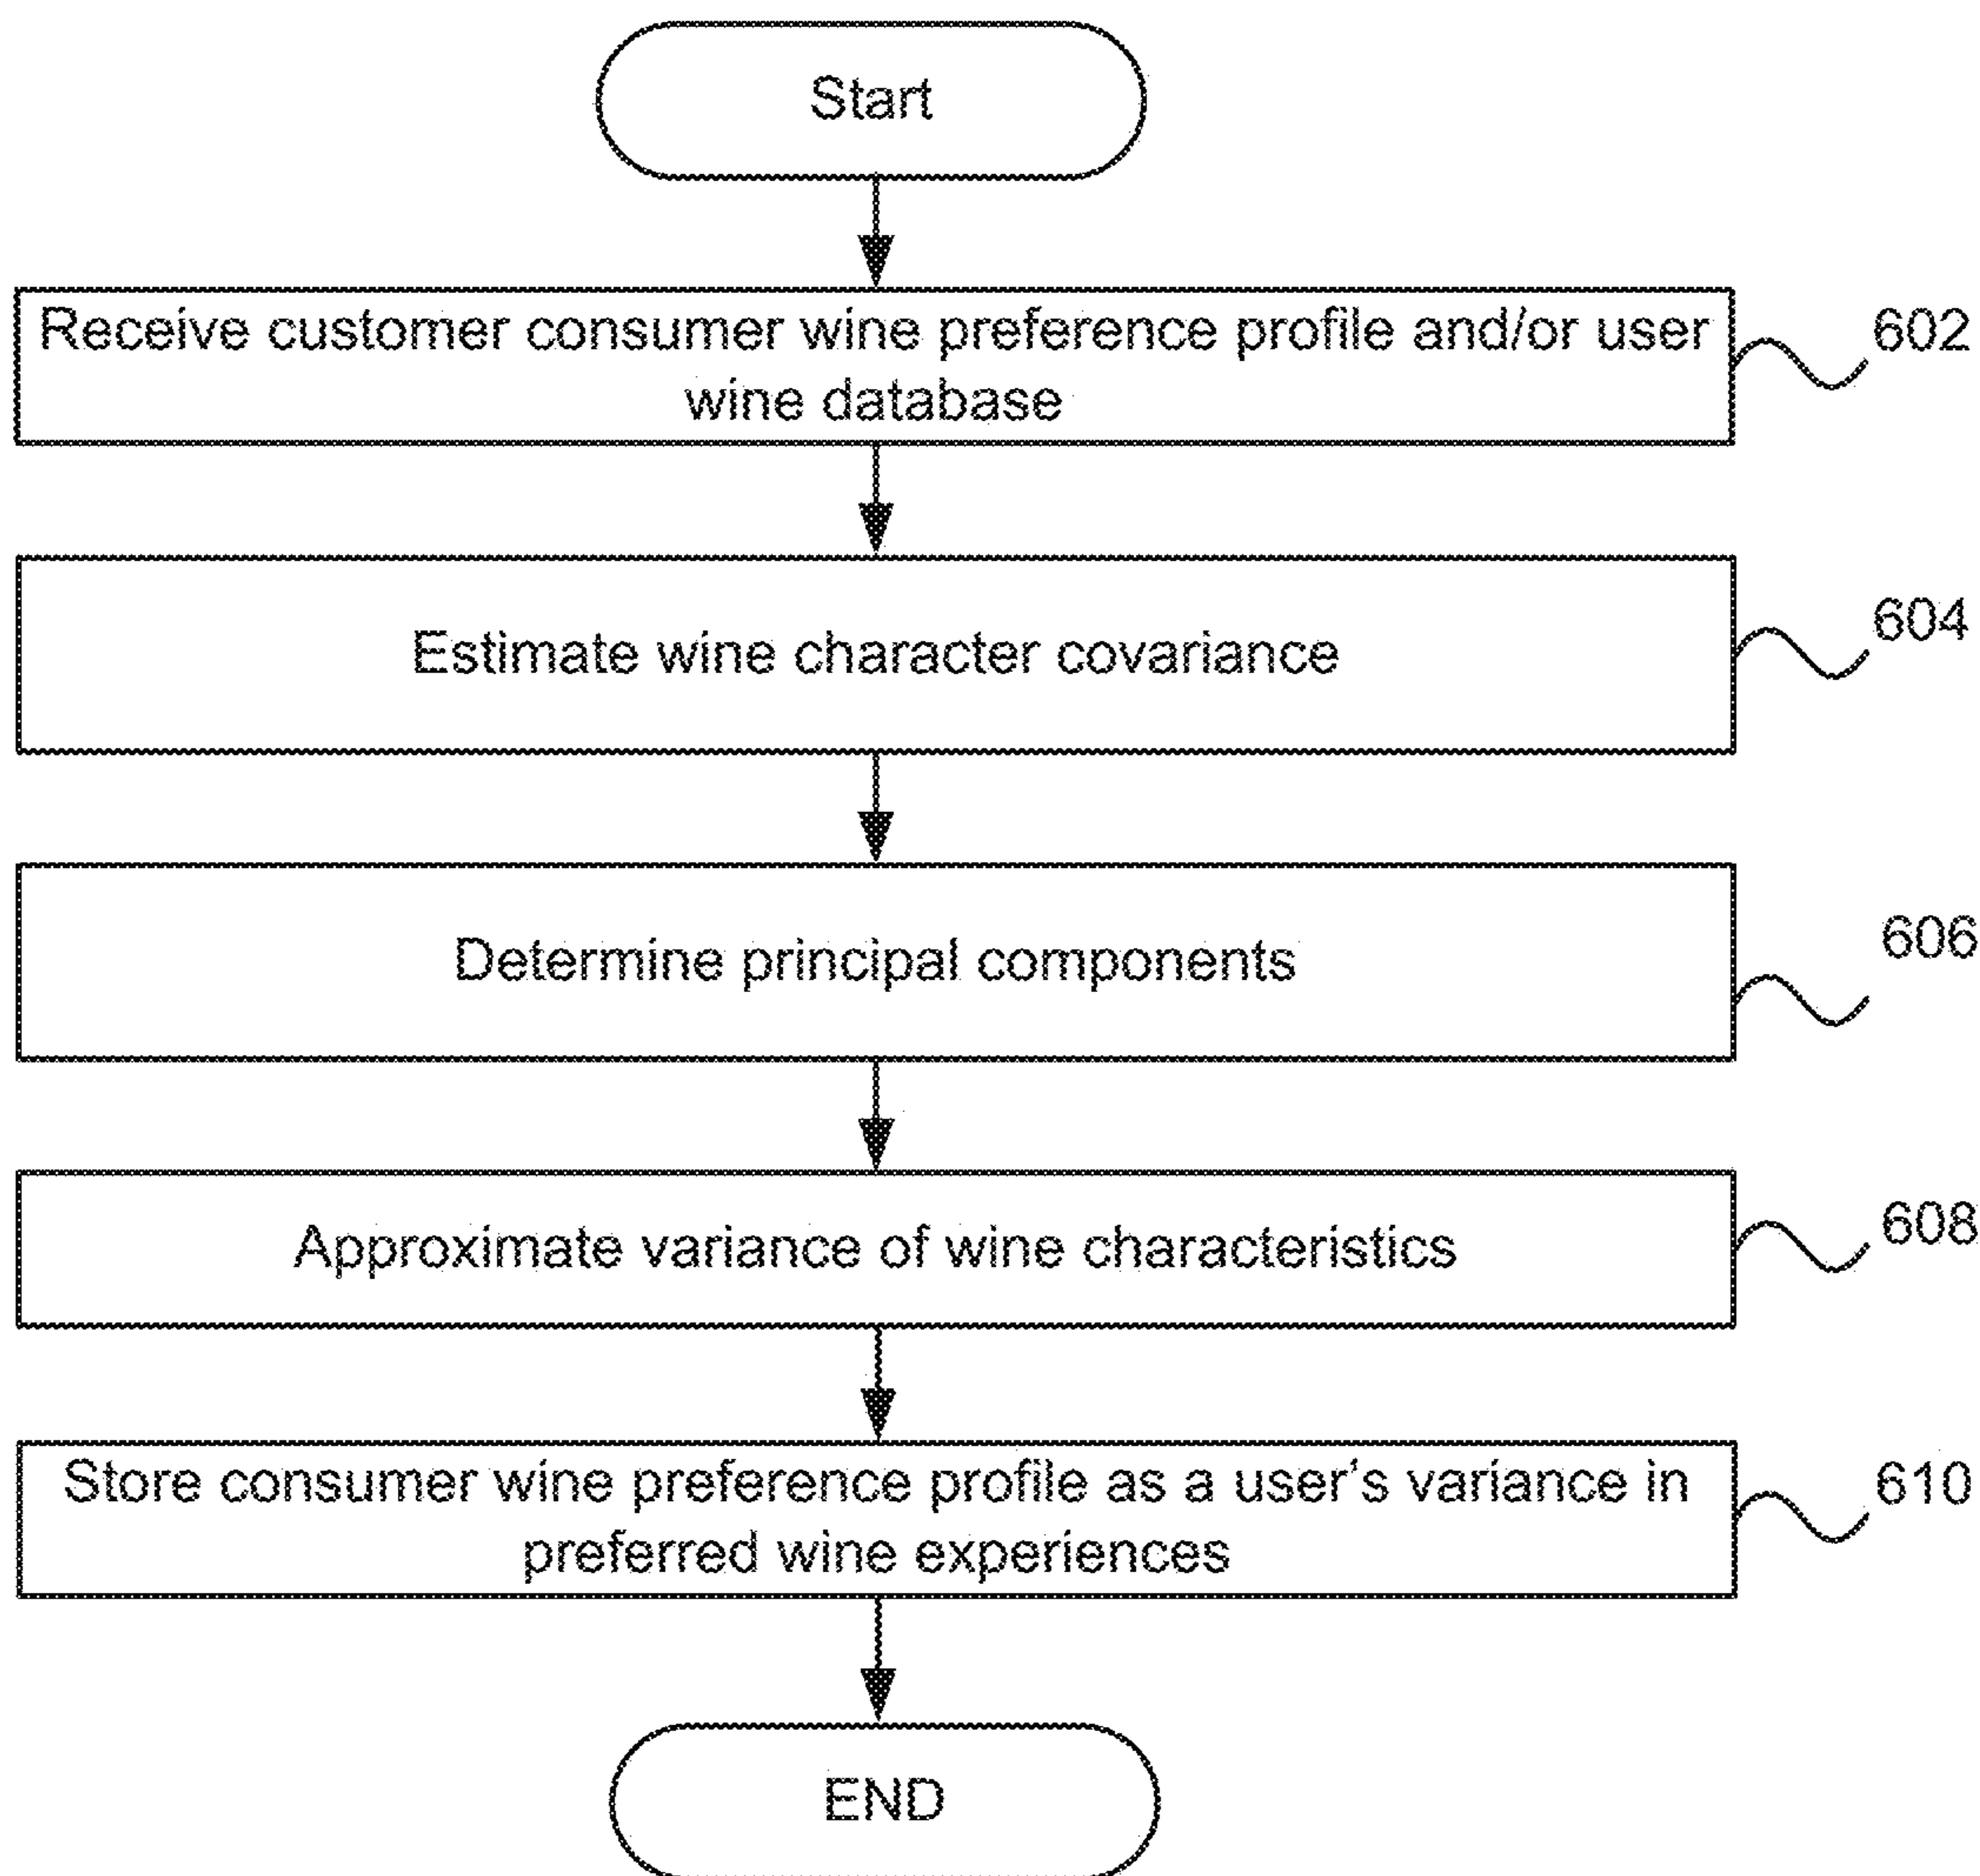 Start
Receive customer consumer wine preference profile and/or user
wine database
602
Estimate wine character covariance
604
Determine principal components
606
Approximate variance of wine characteristics
608
Store consumer wine preference profile as a user's variance in
preferred wine experiences
610
END